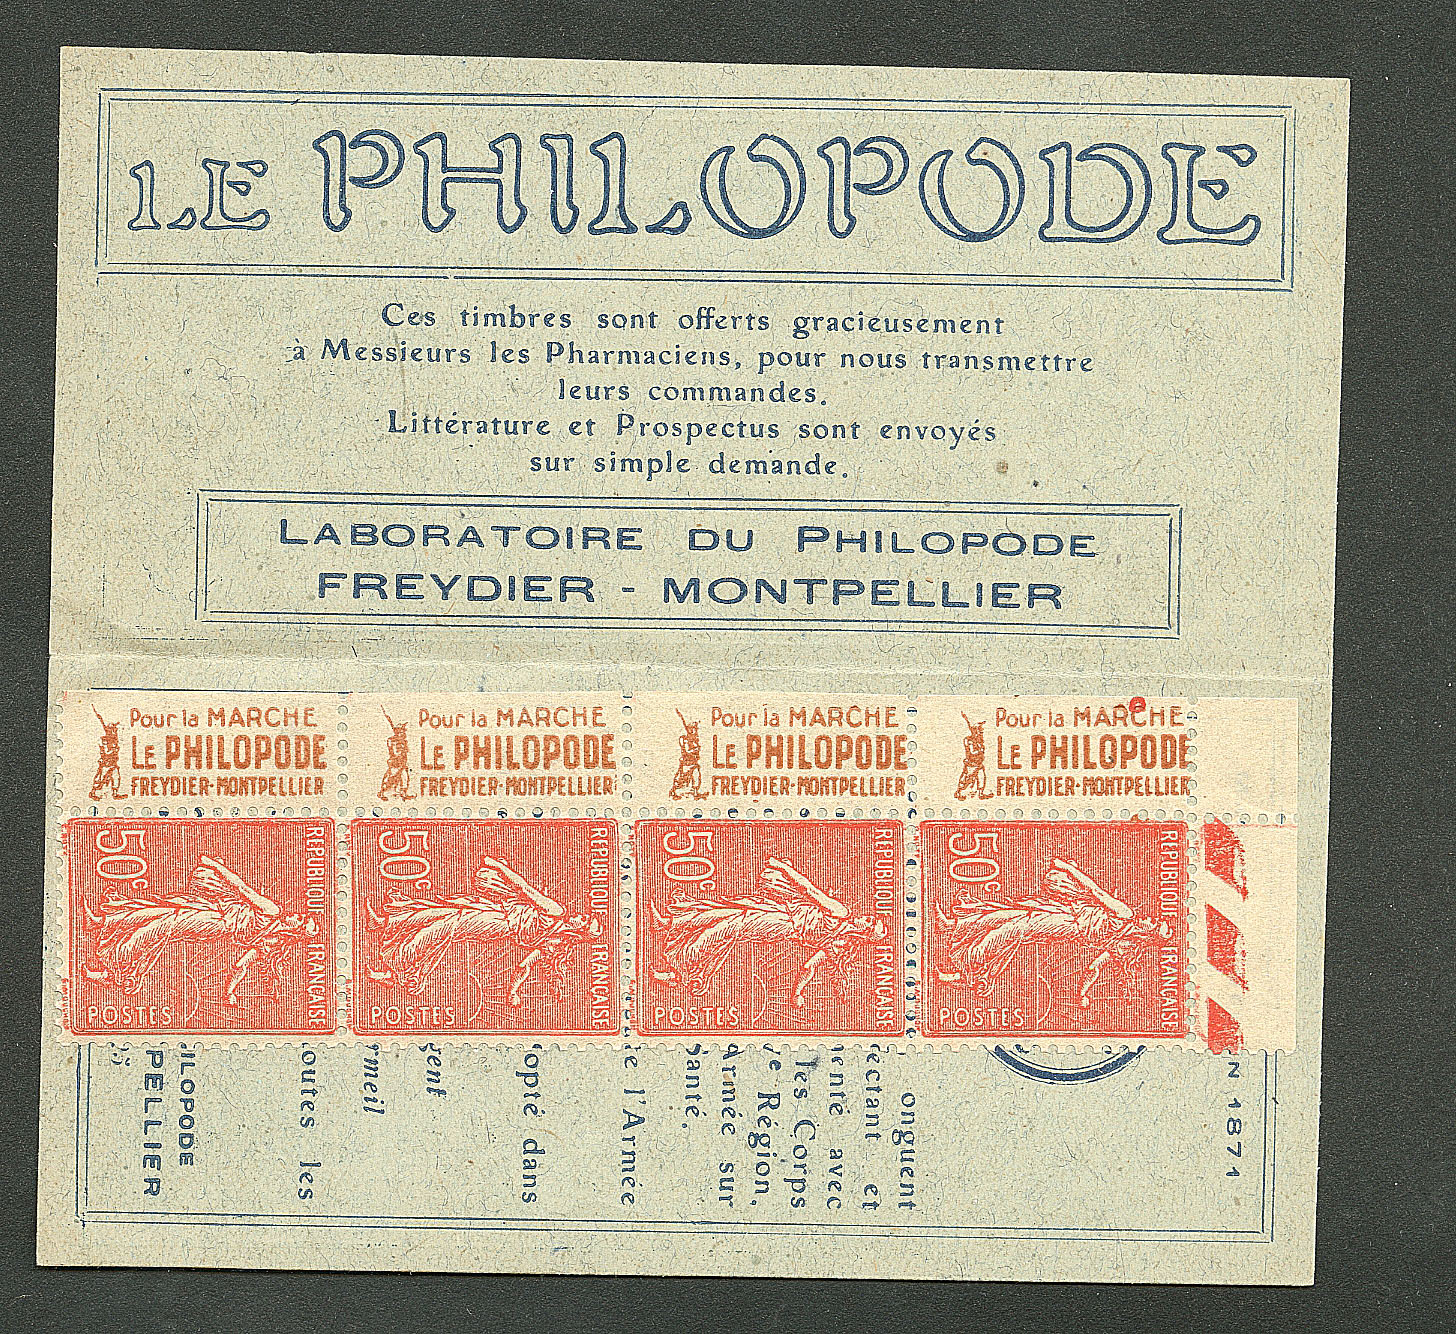 LE PHILOPODE
Ces timbres sont offerts gracieusement
à Messieurs les Pharmaciens, pour nous transmettre
leurs commandes.
Littérature et Prospectus sont envoyés
sur simple demande.
LABORATOIRE DU PHILOPODE
FREYDIER - MONTPELLIER
Pour la MARCHE
LE PHILOPODE
FREYDIER-MONTPELLIER
Pour la MARCHE
LE PHILOPODE
FREYDIER-MONTPELLIER
Pour la MARCHE
LE PHILOPODE
FREYDIER-MONTPELLIER
Pour la MARCHE
LE PHILOPODE
FREYDIER-MONTPELLIER
REPUBLIQUE FRANÇAISE
50c
POSTES
REPUBLIQUE FRANÇAISE
50c
POSTES
REPUBLIQUE FRANÇAISE
50c
POSTES
REPUBLIQUE FRANÇAISE
50c
POSTES
N 1871
onguent
ectant et
enté avec
les Corps
e Région,
Armée sur
Santé.
e l'Armée
opté dans
gent
rmeil
outes les
ILOPODE
PELLIER